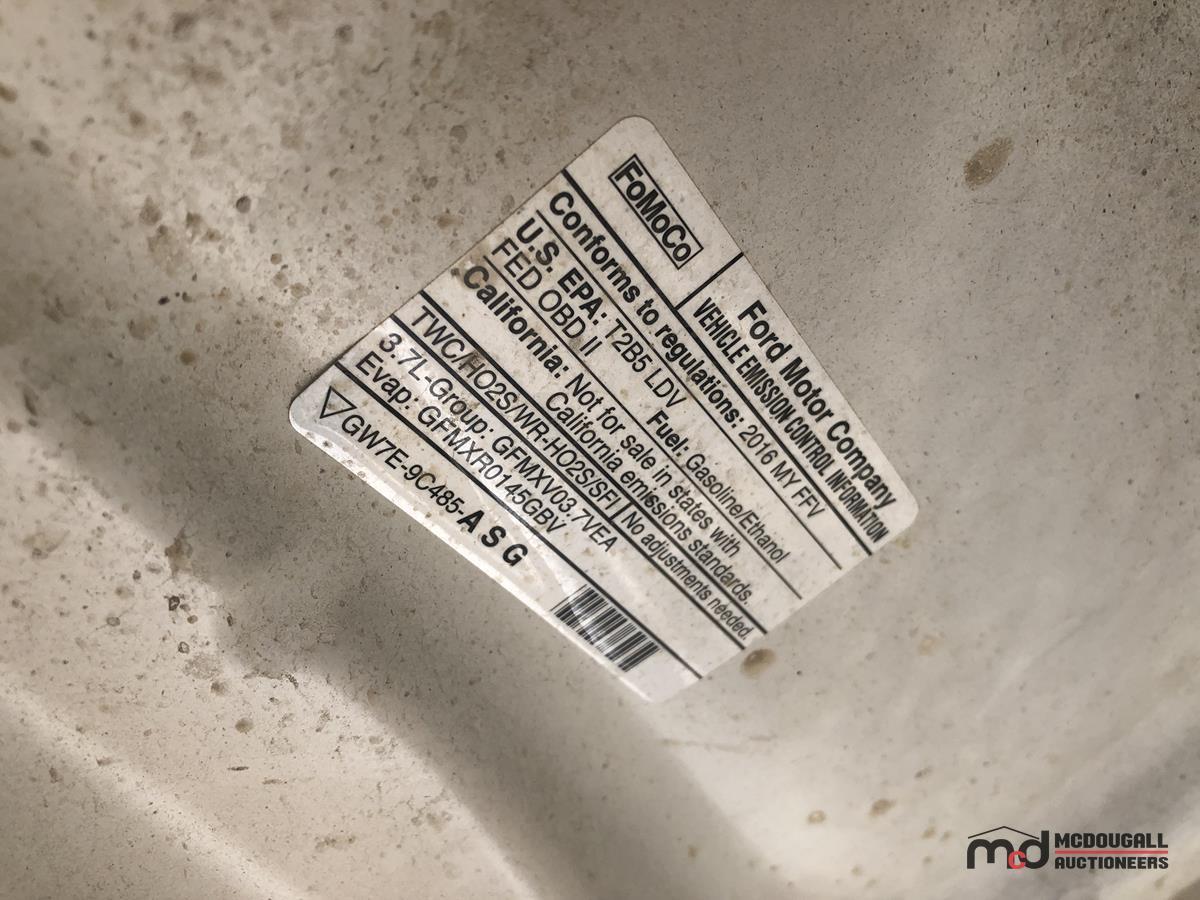 FoMoCo
Ford Motor Company
VEHICLE EMISSION CONTROL INFORMATION
Conforms to regulations: 2016 MY FFV
U.S. EPA: T2B5 LDV Fuel: Gasoline/Ethanol
FED OBD II
California: Not for sale in states with
California emissions standards.
TWC/HO2S/WR-HO2S/SFI No adjustments needed.
3.7L-Group: GFMXV03.7VEA
Evap: GFMXR0145GBV
GW7E-9C485-A S G
mcd MCDOUGALL
AUCTIONEERS